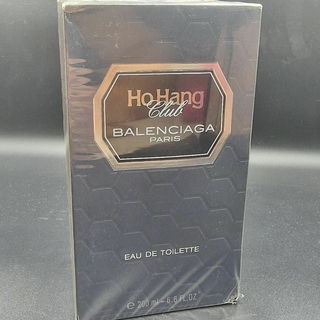 Ho Hang
Club
BALENCIAGA
PARIS
EAU DE TOILETTE
℮ 200 ml - 6.8 FL.OZ